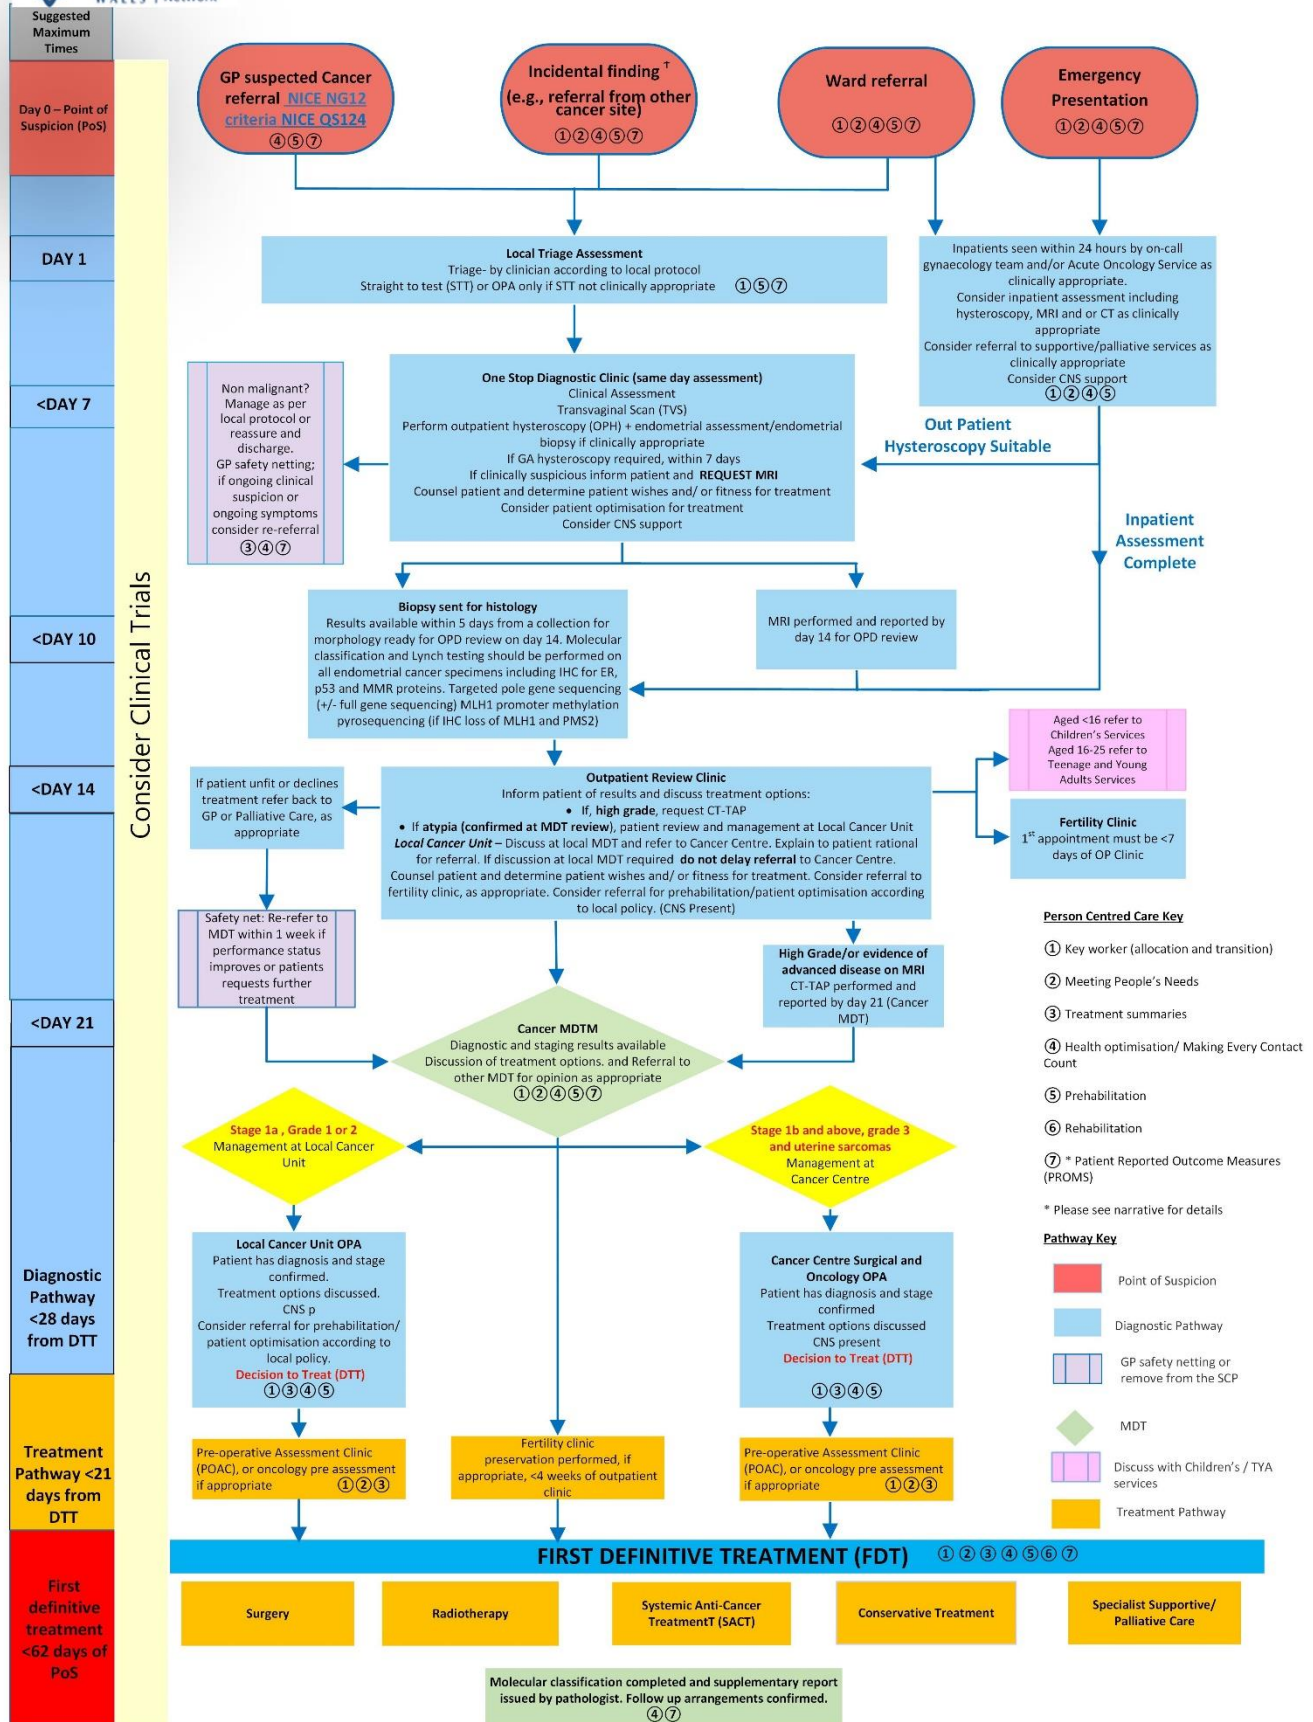 Suggested
Maximum
Times
Day 0 – Point of
Suspicion (PoS)
DAY 1
<DAY 7
<DAY 10
<DAY 14
<DAY 21
Diagnostic
Pathway
<28 days
from DTT
Treatment
Pathway <21
days from
DTT
First
definitive
treatment
<62 days of
PoS
Consider Clinical Trials
GP suspected Cancer
referral NICE NG12
criteria NICE QS124
④⑤⑦
Incidental finding †
(e.g., referral from other
cancer site)
①②④⑤⑦
Ward referral
①②④⑤⑦
Emergency
Presentation
①②④⑤⑦
Local Triage Assessment
Triage- by clinician according to local protocol
Straight to test (STT) or OPA only if STT not clinically appropriate ①⑤⑦
Inpatients seen within 24 hours by on-call
gynaecology team and/or Acute Oncology Service as
clinically appropriate.
Consider inpatient assessment including
hysteroscopy, MRI and or CT as clinically
appropriate
Consider referral to supportive/palliative services as
clinically appropriate
Consider CNS support
①②④⑤
Non malignant?
Manage as per
local protocol or
reassure and
discharge.
GP safety netting;
if ongoing clinical
suspicion or
ongoing symptoms
consider re-referral
③④⑦
One Stop Diagnostic Clinic (same day assessment)
Clinical Assessment
Transvaginal Scan (TVS)
Perform outpatient hysteroscopy (OPH) + endometrial assessment/endometrial
biopsy if clinically appropriate
If GA hysteroscopy required, within 7 days
If clinically suspicious inform patient and REQUEST MRI
Counsel patient and determine patient wishes and/ or fitness for treatment
Consider patient optimisation for treatment
Consider CNS support
Out Patient
Hysteroscopy Suitable
Inpatient
Assessment
Complete
Biopsy sent for histology
Results available within 5 days from a collection for
morphology ready for OPD review on day 14. Molecular
classification and Lynch testing should be performed on
all endometrial cancer specimens including IHC for ER,
p53 and MMR proteins. Targeted pole gene sequencing
(+/- full gene sequencing) MLH1 promoter methylation
pyrosequencing (if IHC loss of MLH1 and PMS2)
MRI performed and reported by
day 14 for OPD review
Aged <16 refer to
Children's Services
Aged 16-25 refer to
Teenage and Young
Adults Services
If patient unfit or declines
treatment refer back to
GP or Palliative Care, as
appropriate
Outpatient Review Clinic
Inform patient of results and discuss treatment options:
• If, high grade, request CT-TAP
• If atypia (confirmed at MDT review), patient review and management at Local Cancer Unit
Local Cancer Unit – Discuss at local MDT and refer to Cancer Centre. Explain to patient rational
for referral. If discussion at local MDT required do not delay referral to Cancer Centre.
Counsel patient and determine patient wishes and/ or fitness for treatment. Consider referral to
fertility clinic, as appropriate. Consider referral for prehabilitation/patient optimisation according
to local policy. (CNS Present)
Fertility Clinic
1st appointment must be <7
days of OP Clinic
Safety net: Re-refer to
MDT within 1 week if
performance status
improves or patients
requests further
treatment
High Grade/or evidence of
advanced disease on MRI
CT-TAP performed and
reported by day 21 (Cancer
MDT)
Cancer MDTM
Diagnostic and staging results available
Discussion of treatment options. and Referral to
other MDT for opinion as appropriate
①②④⑤⑦
Stage 1a , Grade 1 or 2
Management at Local Cancer
Unit
Stage 1b and above, grade 3
and uterine sarcomas
Management at
Cancer Centre
Local Cancer Unit OPA
Patient has diagnosis and stage
confirmed.
Treatment options discussed.
CNS p
Consider referral for prehabilitation/
patient optimisation according to
local policy.
Decision to Treat (DTT)
①③④⑤
Cancer Centre Surgical and
Oncology OPA
Patient has diagnosis and stage
confirmed
Treatment options discussed
CNS present
Decision to Treat (DTT)
①③④⑤
Pre-operative Assessment Clinic
(POAC), or oncology pre assessment
if appropriate ①②③
Fertility clinic
preservation performed, if
appropriate, <4 weeks of outpatient
clinic
Pre-operative Assessment Clinic
(POAC), or oncology pre assessment
if appropriate ①②③
Person Centred Care Key
① Key worker (allocation and transition)
② Meeting People's Needs
③ Treatment summaries
④ Health optimisation/ Making Every Contact
Count
⑤ Prehabilitation
⑥ Rehabilitation
⑦ * Patient Reported Outcome Measures
(PROMS)
* Please see narrative for details
Pathway Key
Point of Suspicion
Diagnostic Pathway
GP safety netting or
remove from the SCP
MDT
Discuss with Children's / TYA
services
Treatment Pathway
FIRST DEFINITIVE TREATMENT (FDT) ①②③④⑤⑥⑦
Surgery
Radiotherapy
Systemic Anti-Cancer
TreatmentT (SACT)
Conservative Treatment
Specialist Supportive/
Palliative Care
Molecular classification completed and supplementary report
issued by pathologist. Follow up arrangements confirmed.
④⑦